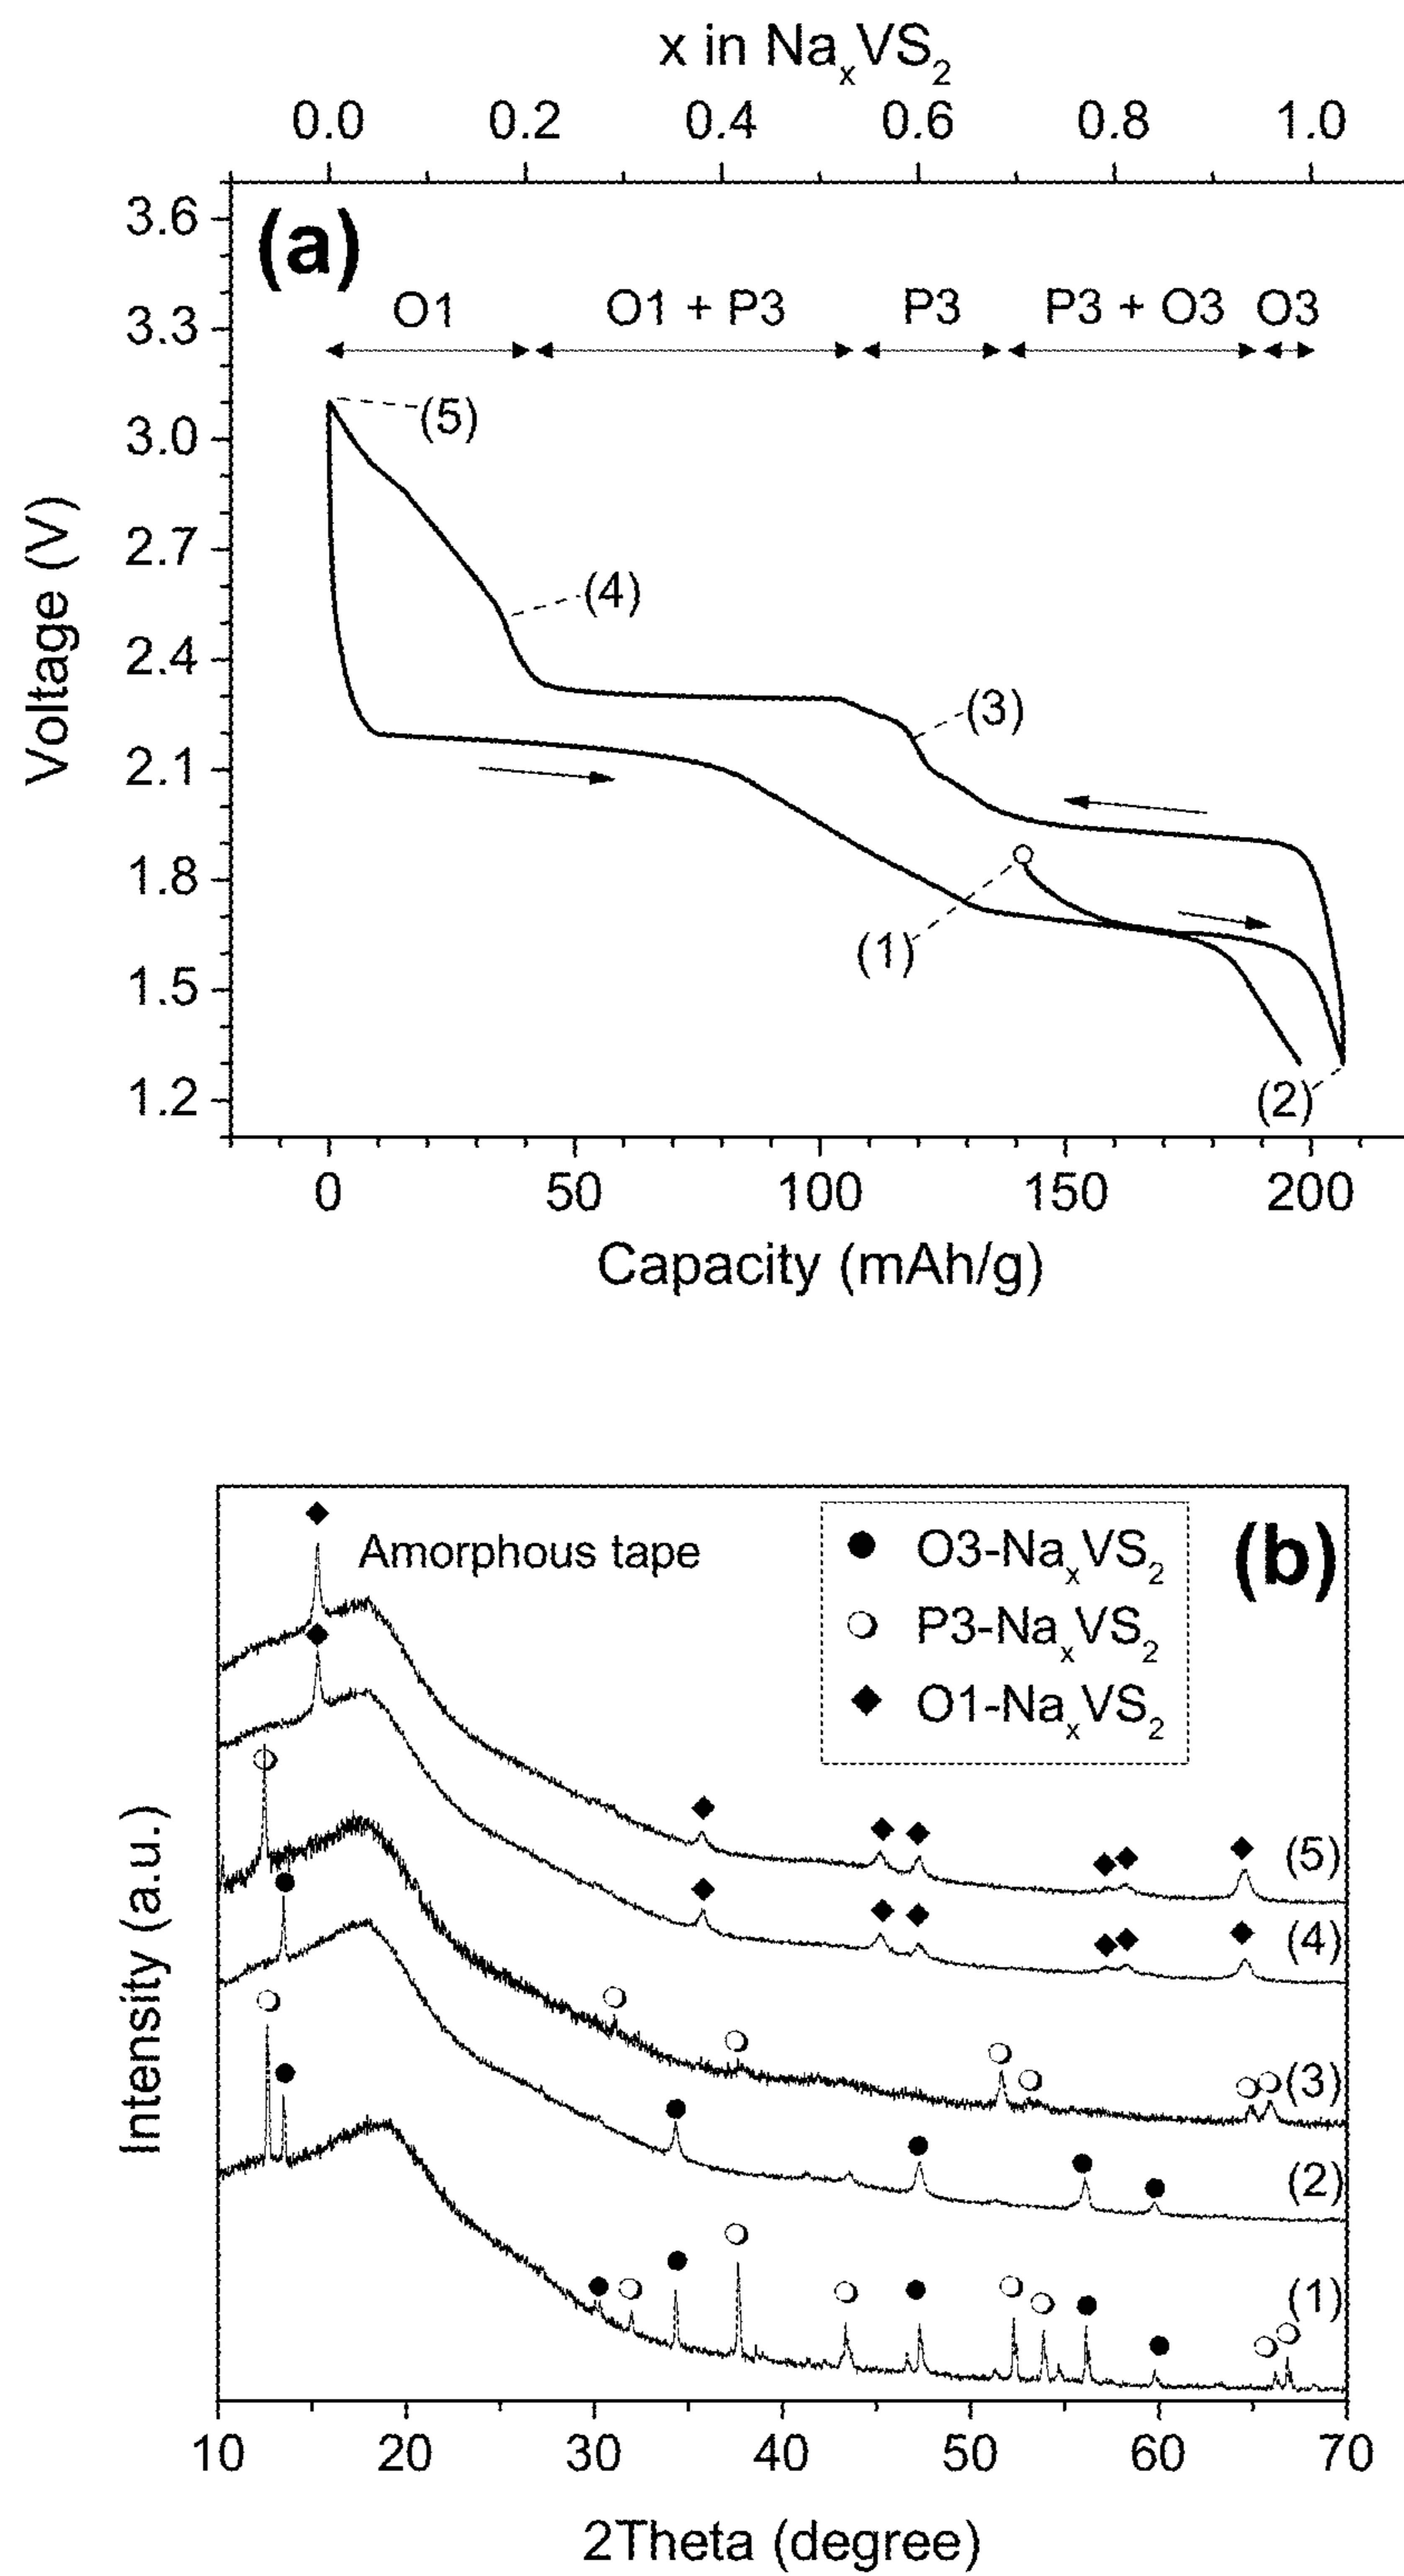 x in NaxVS2
0.0 0.2 0.4 0.6 0.8 1.0
(a)
O1 O1 + P3 P3 P3 + O3 O3
3.6
3.3
3.0
2.7
2.4
2.1
1.8
1.5
1.2
Voltage (V)
(5)
(4)
(3)
(1)
(2)
0 50 100 150 200
Capacity (mAh/g)
(b)
Amorphous tape
O3-NaxVS2
P3-NaxVS2
O1-NaxVS2
Intensity (a.u.)
(5)
(4)
(3)
(2)
(1)
10 20 30 40 50 60 70
2Theta (degree)